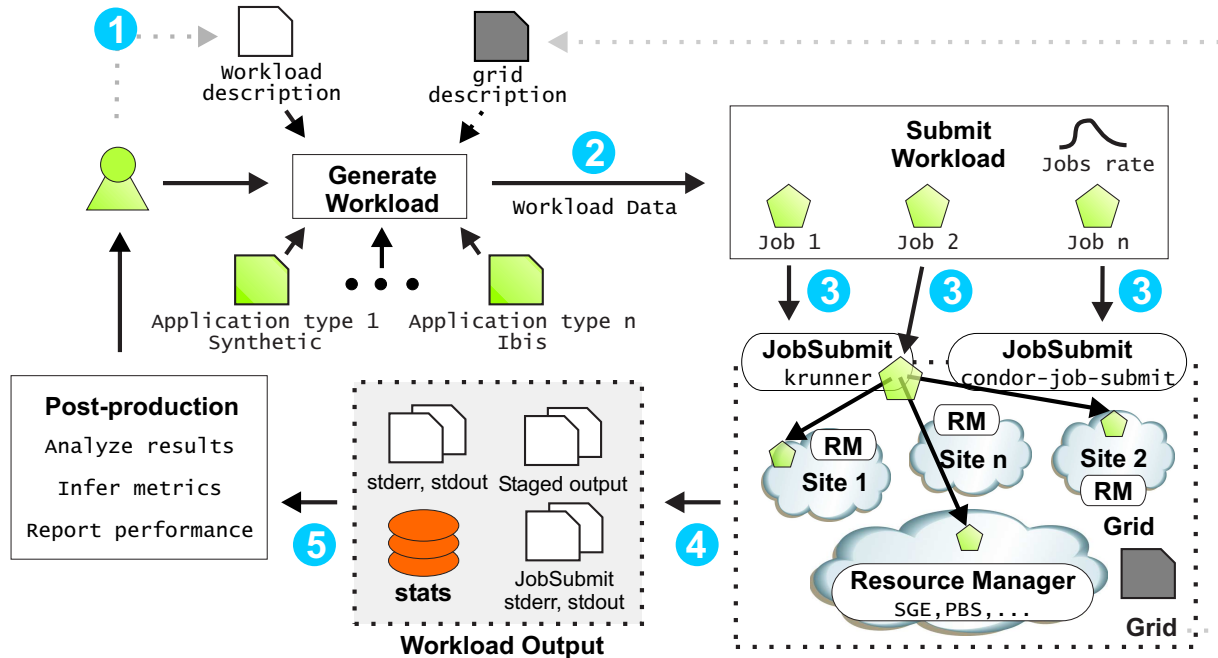 1
Workload
description
grid
description
2
Generate
Workload
Workload Data
Submit
Workload
Jobs rate
Job 1
Job 2
Job n
3
3
3
Application type 1
Synthetic
Application type n
Ibis
JobSubmit
krunner
JobSubmit
condor-job-submit
RM
Site 1
RM
Site n
Site 2
RM
Grid
Resource Manager
SGE,PBS,...
Grid
4
stderr, stdout
Staged output
stats
JobSubmit
stderr, stdout
Workload Output
5
Post-production
Analyze results
Infer metrics
Report performance